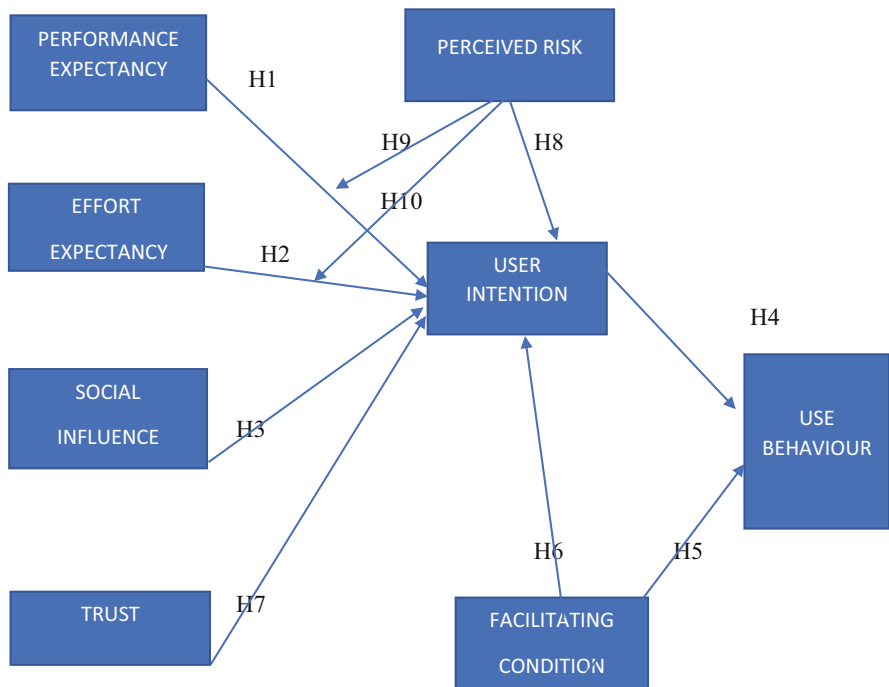 PERFORMANCE
EXPECTANCY
PERCEIVED RISK
H1
H9
H8
EFFORT
EXPECTANCY
H10
H2
USER
INTENTION
H4
SOCIAL
INFLUENCE
H3
USE
BEHAVIOUR
H6
H5
TRUST
H7
FACILITATING
CONDITION